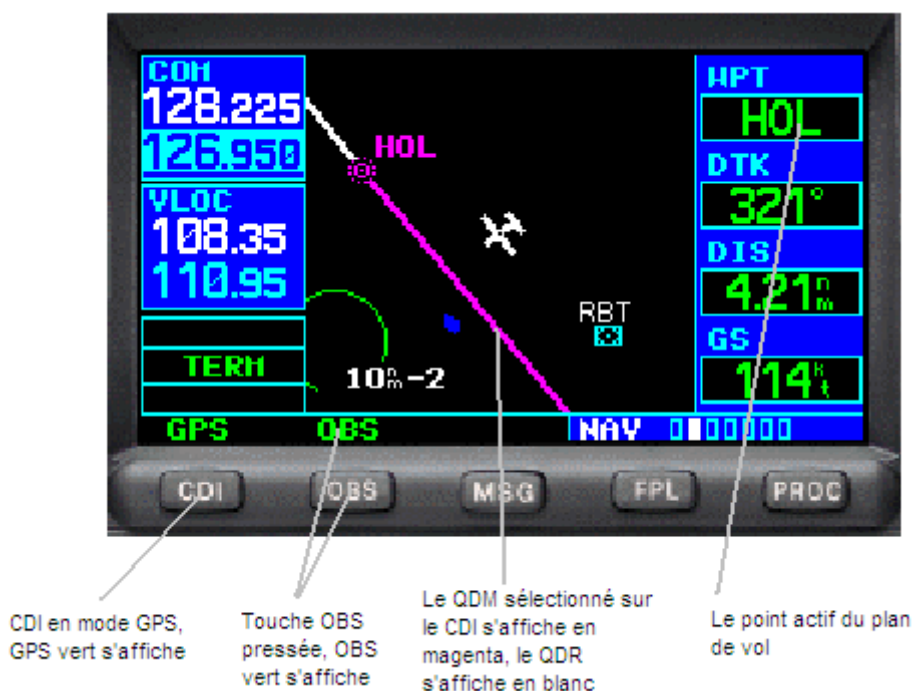 COM
128.225
126.950
VLOC
108.35
110.95
TERM
HOL
RBT
10nm-2
WPT
HOL
DTK
321°
DIS
4.21nm
GS
114kt
GPS
OBS
NAV
CDI
OBS
MSG
FPL
PROC
CDI en mode GPS,
GPS vert s'affiche
Touche OBS
pressée, OBS
vert s'affiche
Le QDM sélectionné sur
le CDI s'affiche en
magenta, le QDR
s'affiche en blanc
Le point actif du plan
de vol